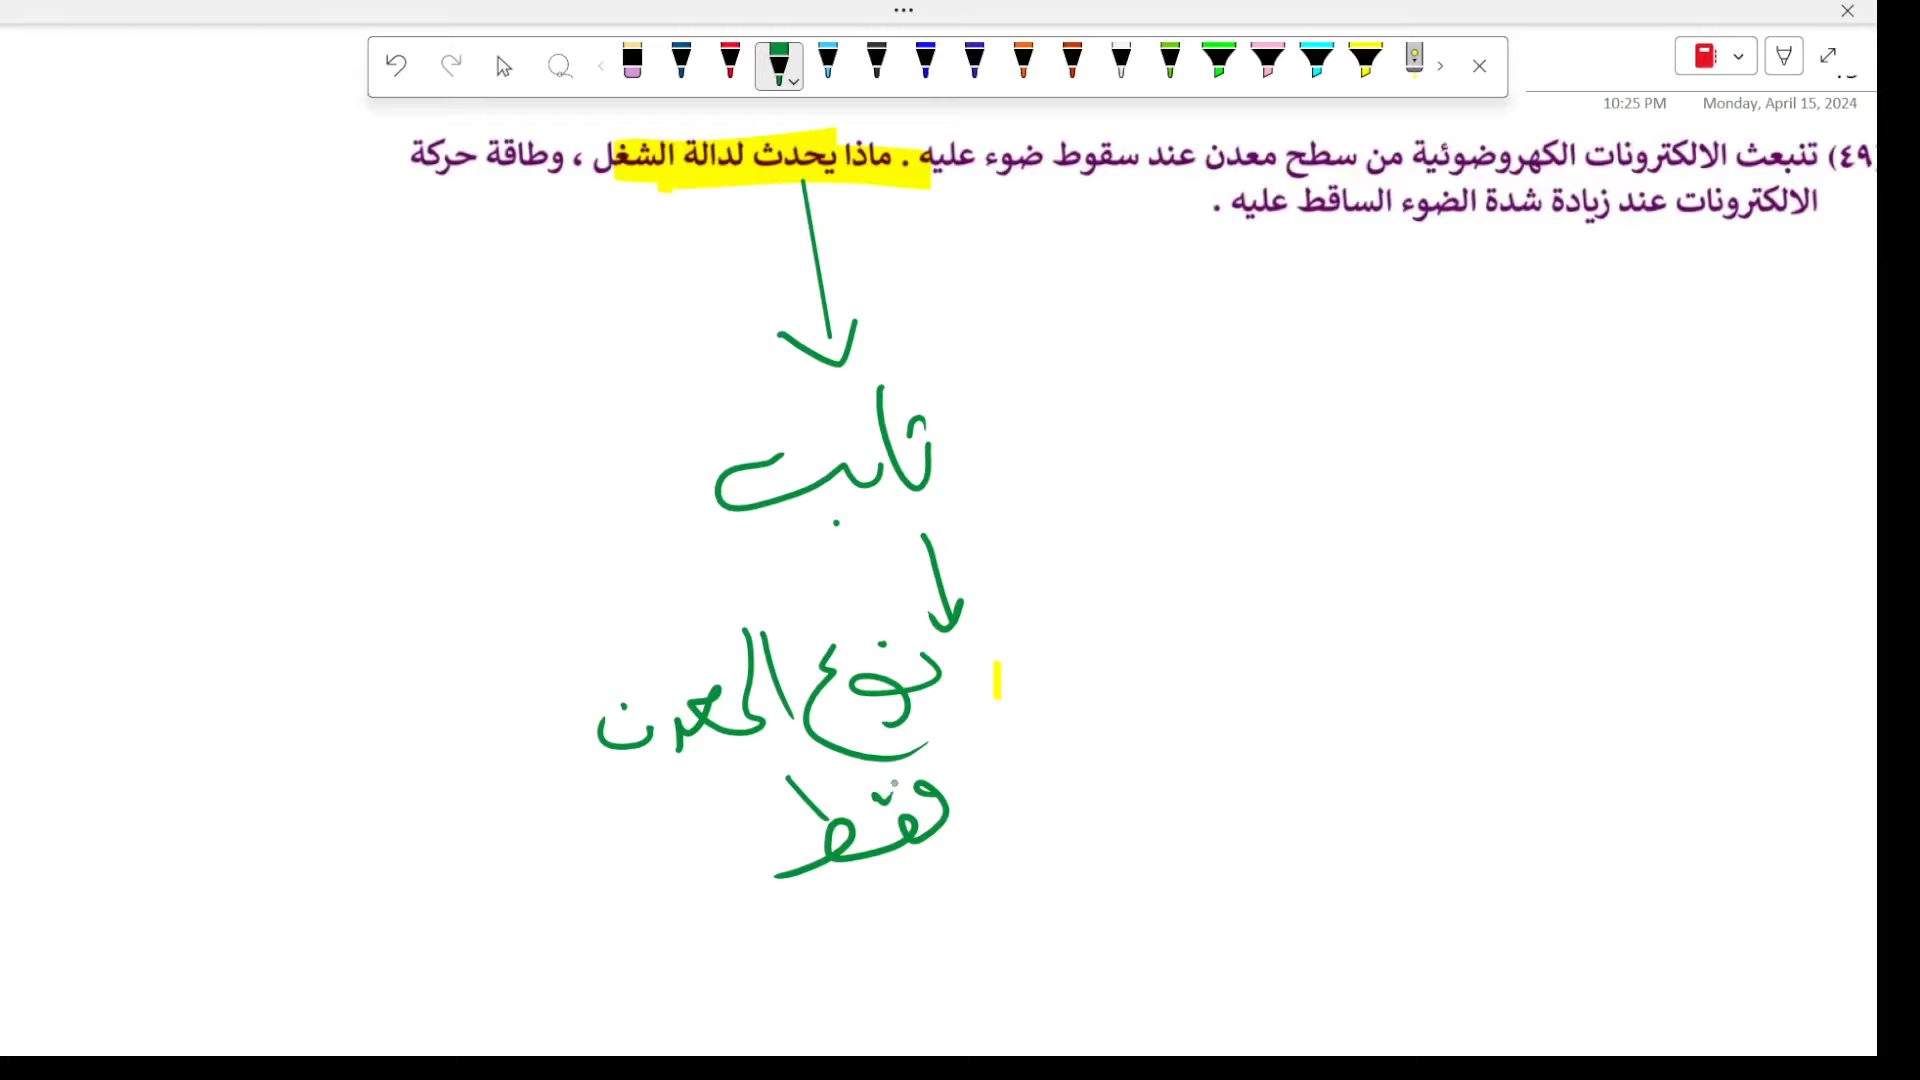 10:25 PM Monday, April 15, 2024
٤٩) تنبعث الالكترونات الكهروضوئية من سطح معدن عند سقوط ضوء عليه . ماذا يحدث لدالة الشغل ، وطاقة حركة
الالكترونات عند زيادة شدة الضوء الساقط عليه .
ثابت
نوع المعدن
فقط